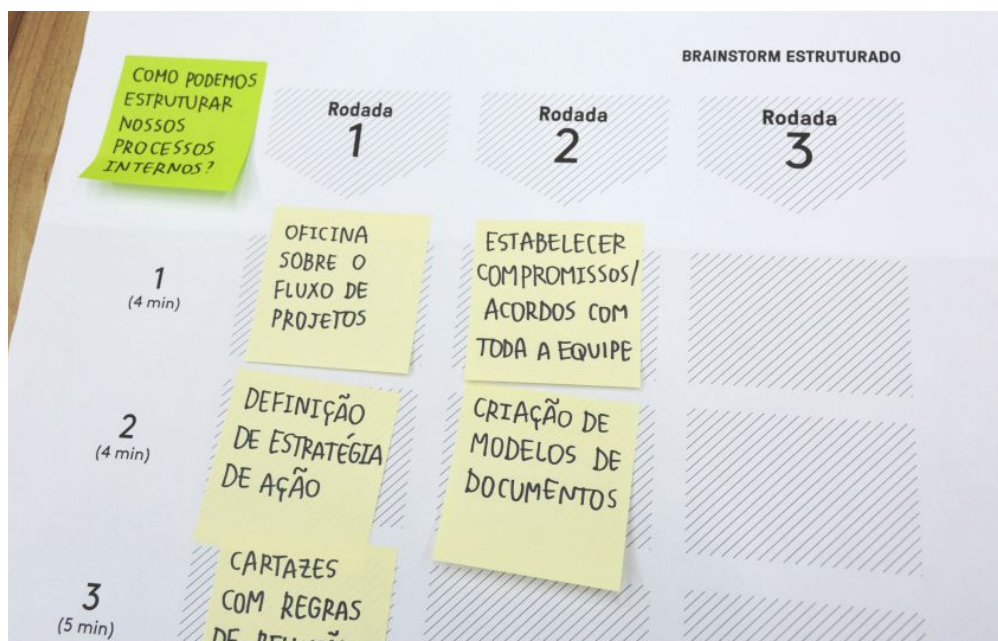 BRAINSTORM ESTRUTURADO
COMO PODEMOS
ESTRUTURAR
NOSSOS
PROCESSOS
INTERNOS?
Rodada
1
Rodada
2
Rodada
3
1
(4 min)
OFICINA
SOBRE O
FLUXO DE
PROJETOS
ESTABELECER
COMPROMISSOS/
ACORDOS COM
TODA A EQUIPE
2
(4 min)
DEFINIÇÃO
DE ESTRATÉGIA
DE AÇÃO
CRIAÇÃO DE
MODELOS DE
DOCUMENTOS
3
(5 min)
CARTAZES
COM REGRAS
DE